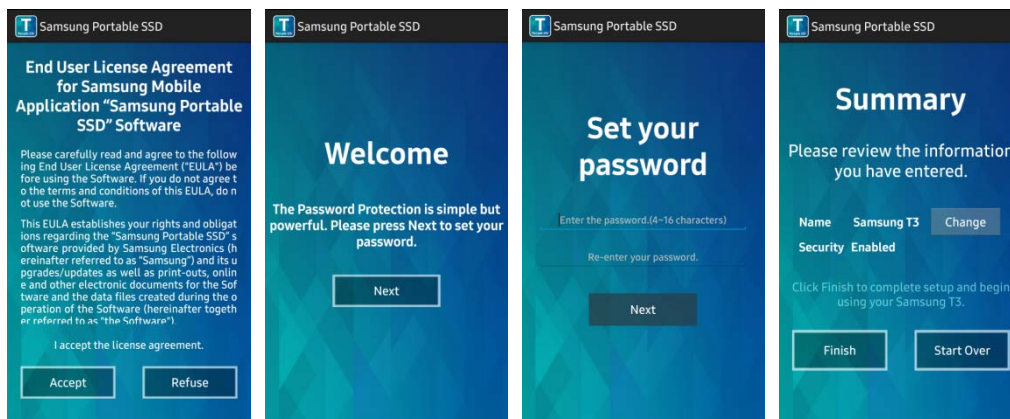 Samsung Portable SSD
End User License Agreement
for Samsung Mobile
Application “Samsung Portable
SSD” Software
Please carefully read and agree to the follow
ing End User License Agreement ("EULA") be
fore using the Software. If you do not agree t
o the terms and conditions of this EULA, do n
ot use the Software.
This EULA establishes your rights and obligat
ions regarding the "Samsung Portable SSD" s
oftware provided by Samsung Electronics (h
ereinafter referred to as "Samsung") and its u
pgrades/updates as well as print-outs, onlin
e and other electronic documents for the Sof
tware and the data files created during the o
peration of the Software (hereinafter togeth
er referred to as "the Software").
I accept the license agreement.
Accept
Refuse
Samsung Portable SSD
Welcome
The Password Protection is simple but
powerful. Please press Next to set your
password.
Next
Samsung Portable SSD
Set your
password
Enter the password.(4~16 characters)
Re-enter your password.
Next
Samsung Portable SSD
Summary
Please review the information
you have entered.
Name Samsung T3 Change
Security Enabled
Click Finish to complete setup and begin
using your Samsung T3.
Finish
Start Over